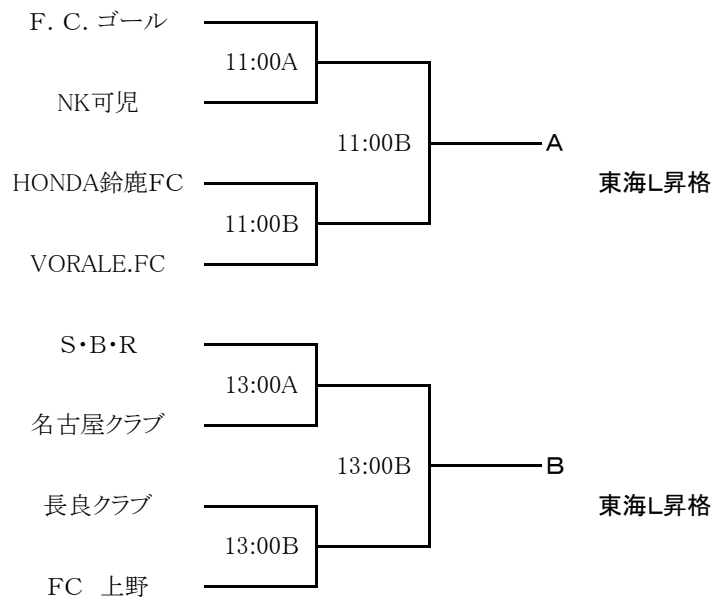 F. C. ゴール
11:00A
NK可児
11:00B
A
HONDA鈴鹿FC
東海L昇格
11:00B
VORALE.FC
S・B・R
13:00A
名古屋クラブ
13:00B
B
長良クラブ
東海L昇格
13:00B
FC　上野